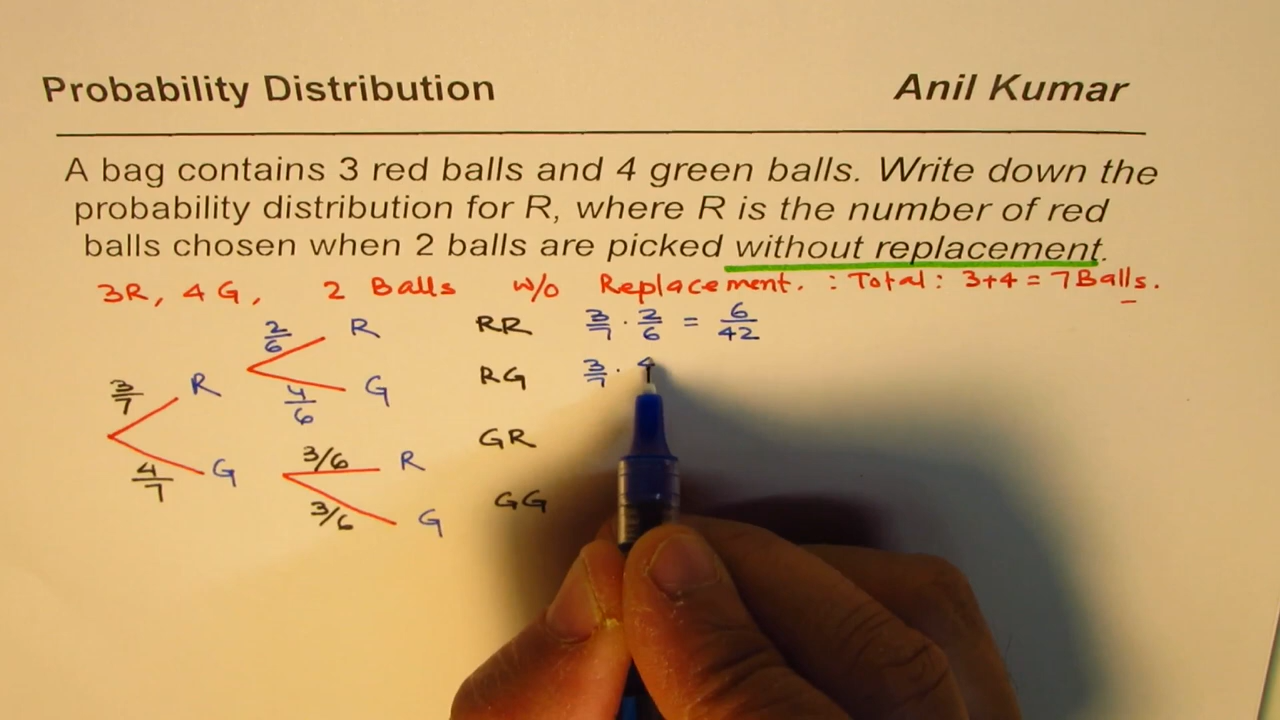 Probability Distribution Anil Kumar
A bag contains 3 red balls and 4 green balls. Write down the
probability distribution for R, where R is the number of red
balls chosen when 2 balls are picked without replacement.
3R, 4G, 2 Balls w/o Replacement. : Total: 3+4 = 7 Balls.
2/6 R RR 3/7 · 2/6 = 6/42
3/7 R 4/6 G RG 3/7 · 4
4/7 G 3/6 R GR
3/6 G GG